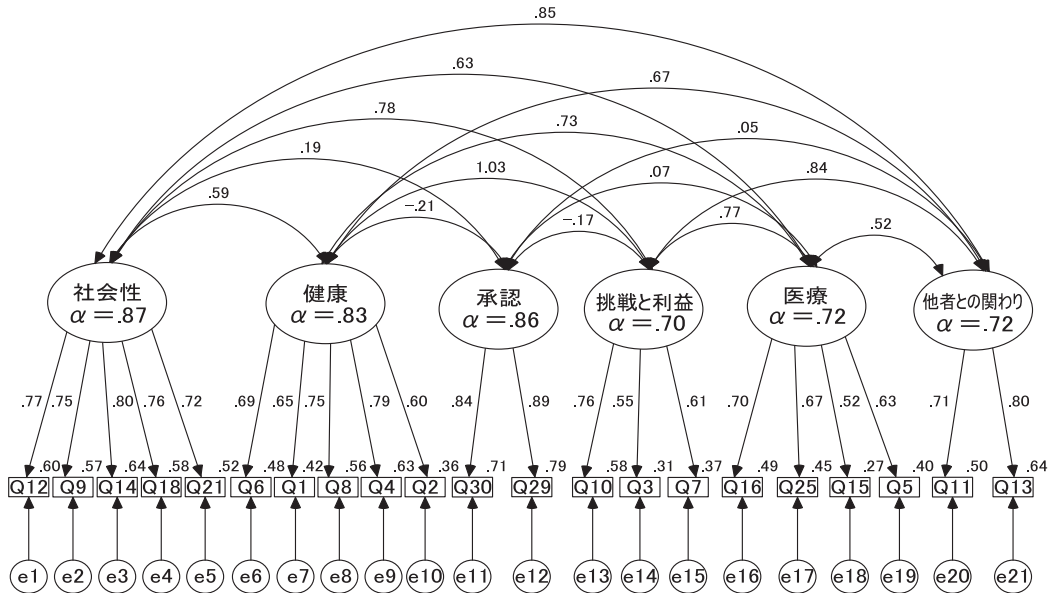 .85
.63 .67
.78 .73 .05
.19 1.03 .07 .84
.59 −.21 −.17 .77 .52
社会性 健康 承認 挑戦と利益 医療 他者との関わり
α=.87 α=.83 α=.86 α=.70 α=.72 α=.72
.77 .75 .80 .76 .72 .69 .65 .75 .79 .60 .84 .89 .76 .55 .61 .70 .67 .52 .63 .71 .80
.60 .57 .64 .58 .52 .48 .42 .56 .63 .36 .71 .79 .58 .31 .37 .49 .45 .27 .40 .50 .64
Q12 Q9 Q14 Q18 Q21 Q6 Q1 Q8 Q4 Q2 Q30 Q29 Q10 Q3 Q7 Q16 Q25 Q15 Q5 Q11 Q13
e1 e2 e3 e4 e5 e6 e7 e8 e9 e10 e11 e12 e13 e14 e15 e16 e17 e18 e19 e20 e21